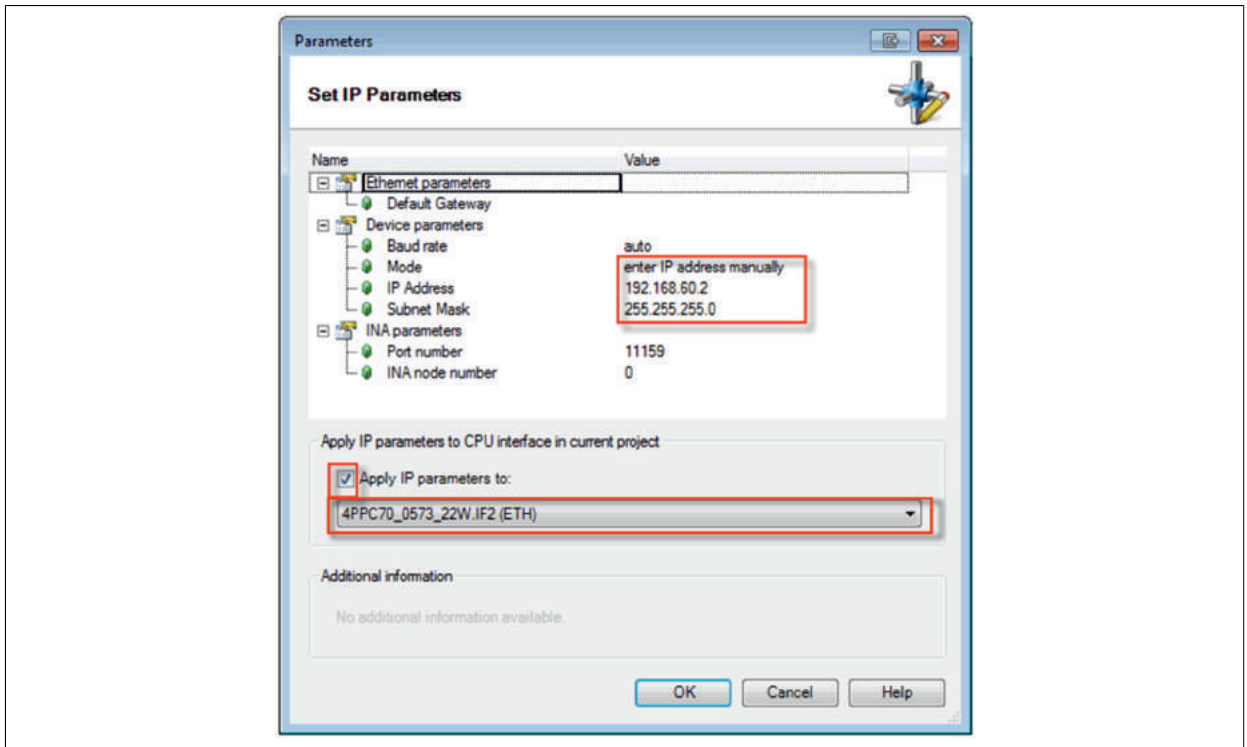 Parameters
Set IP Parameters
Name Value
Ethernet parameters
Default Gateway
Device parameters
Baud rate auto
Mode enter IP address manually
IP Address 192.168.60.2
Subnet Mask 255.255.255.0
INA parameters
Port number 11159
INA node number 0
Apply IP parameters to CPU interface in current project
Apply IP parameters to:
4PPC70_0573_22W.IF2 (ETH)
Additional information
No additional information available.
OK Cancel Help